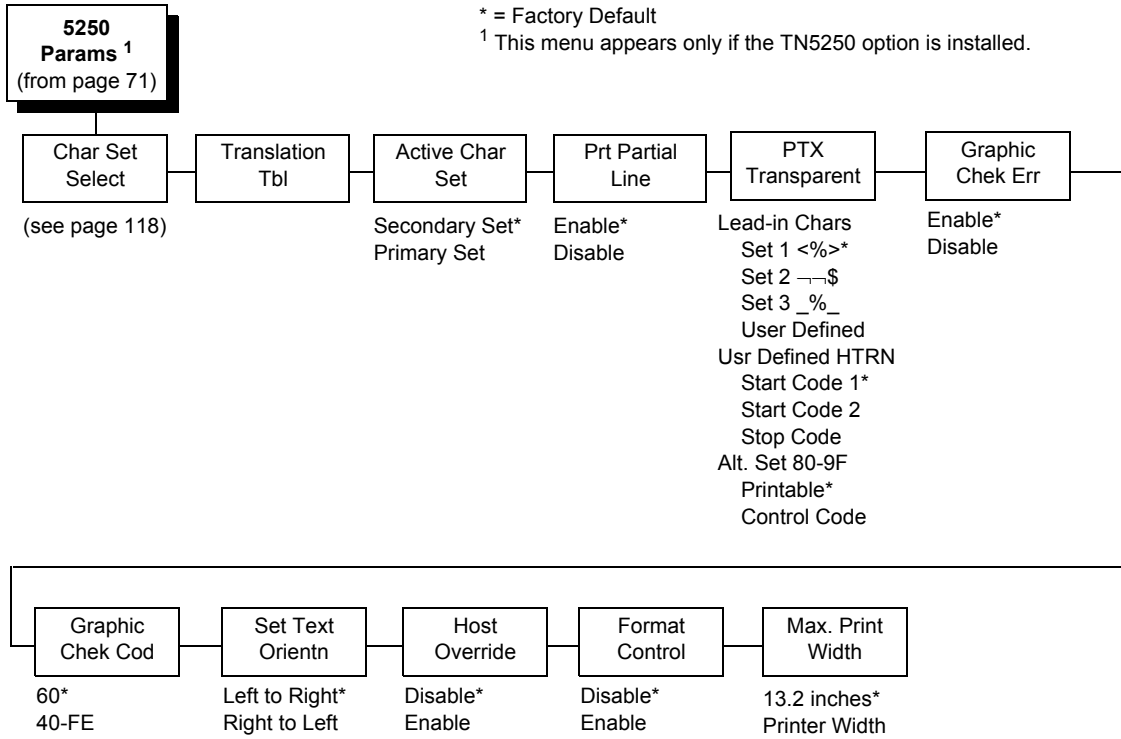 5250
Params ¹
(from page 71)
* = Factory Default
¹ This menu appears only if the TN5250 option is installed.
Char Set
Select
(see page 118)
Translation
Tbl
Active Char
Set
Secondary Set*
Primary Set
Prt Partial
Line
Enable*
Disable
PTX
Transparent
Lead-in Chars
Set 1 <%>*
Set 2 ¬¬$
Set 3 _%_
User Defined
Usr Defined HTRN
Start Code 1*
Start Code 2
Stop Code
Alt. Set 80-9F
Printable*
Control Code
Graphic
Chek Err
Enable*
Disable
Graphic
Chek Cod
60*
40-FE
Set Text
Orientn
Left to Right*
Right to Left
Host
Override
Disable*
Enable
Format
Control
Disable*
Enable
Max. Print
Width
13.2 inches*
Printer Width